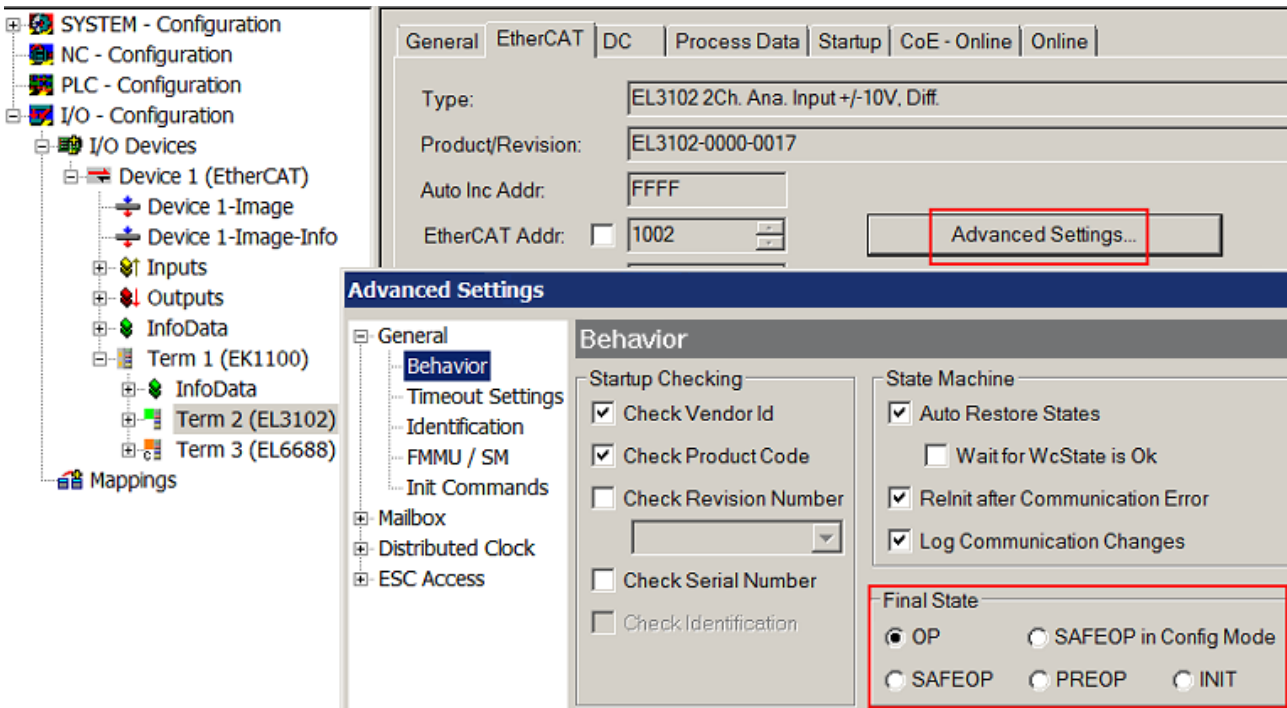 SYSTEM - Configuration
NC - Configuration
PLC - Configuration
I/O - Configuration
I/O Devices
Device 1 (EtherCAT)
Device 1-Image
Device 1-Image-Info
Inputs
Outputs
InfoData
Term 1 (EK1100)
InfoData
Term 2 (EL3102)
Term 3 (EL6688)
Mappings
General EtherCAT DC Process Data Startup CoE - Online Online
Type: EL3102 2Ch. Ana. Input +/-10V, Diff.
Product/Revision: EL3102-0000-0017
Auto Inc Addr: FFFF
EtherCAT Addr: 1002 Advanced Settings...
Advanced Settings
General
Behavior
Timeout Settings
Identification
FMMU / SM
Init Commands
Mailbox
Distributed Clock
ESC Access
Behavior
Startup Checking
Check Vendor Id
Check Product Code
Check Revision Number
Check Serial Number
Check Identification
State Machine
Auto Restore States
Wait for WcState is Ok
ReInit after Communication Error
Log Communication Changes
Final State
OP SAFEOP in Config Mode
SAFEOP PREOP INIT